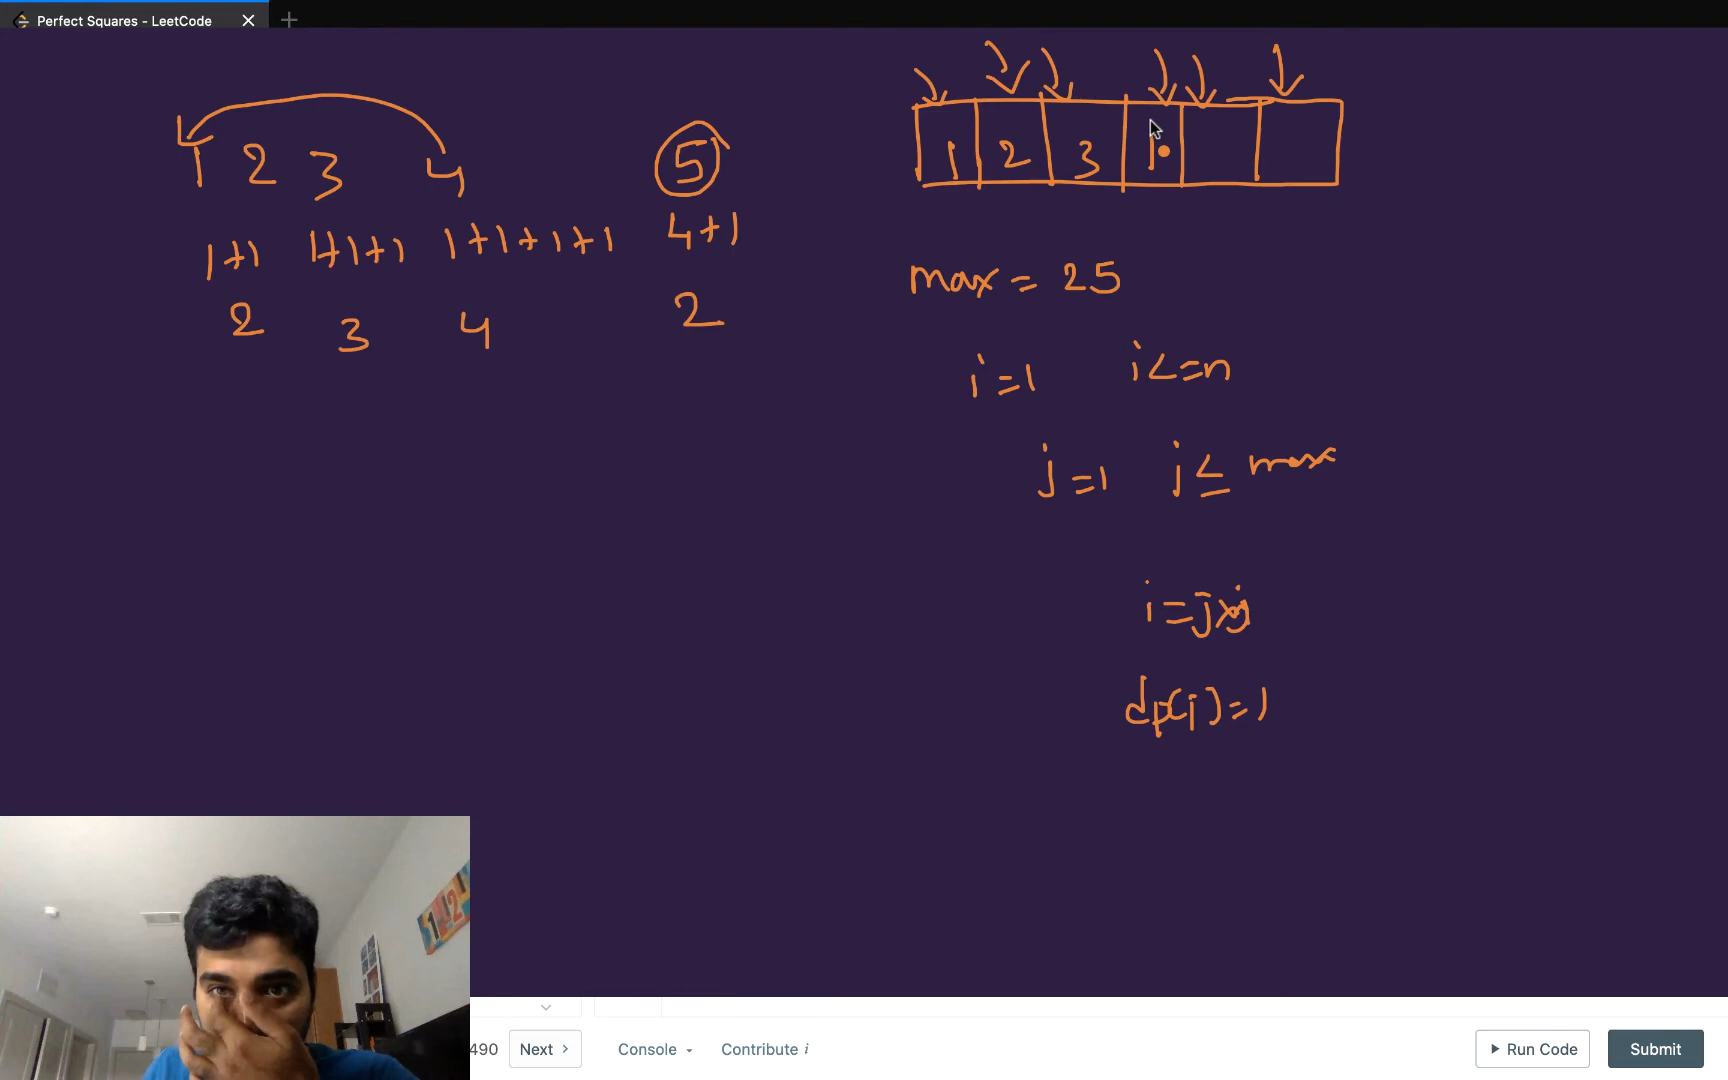 Perfect Squares - LeetCode
1 2 3 4 5
1+1 1+1+1 1+1+1+1 4+1
2 3 4 2
1 2 3 1
max = 25
i=1 i<=n
j=1 j≤max
i=j×j
dp(i)=1
490 Next Console Contribute i Run Code Submit